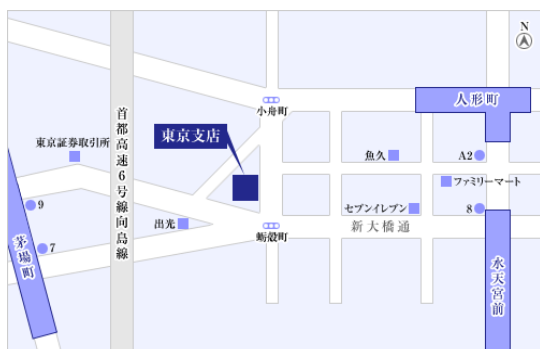 N
人形町
小舟町
首都高速6号線向島線
東京支店
東京証券取引所
魚久
A2
ファミリーマート
9
セブンイレブン
8
出光
新大橋通
蛎殻町
7
茅場町
水天宮前